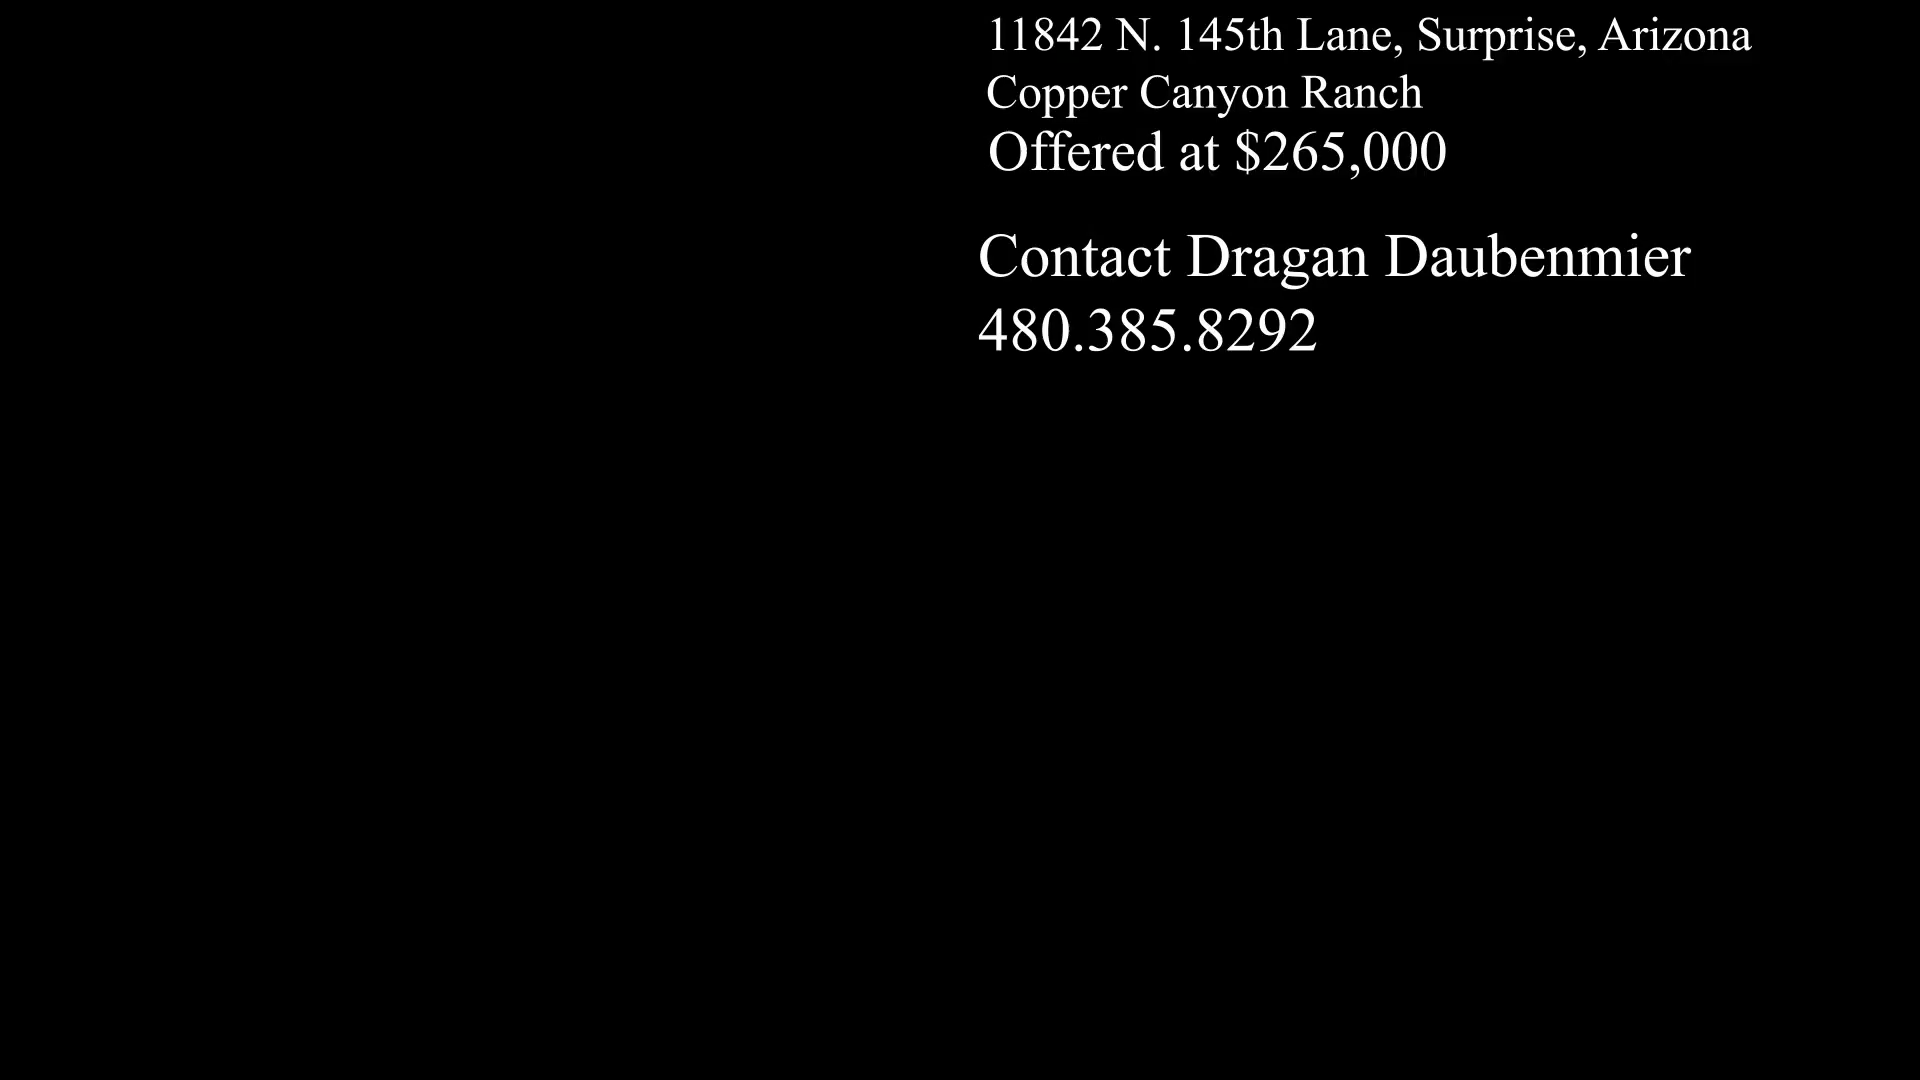 11842 N. 145th Lane, Surprise, Arizona
Copper Canyon Ranch
Offered at $265,000
Contact Dragan Daubenmier
480.385.8292